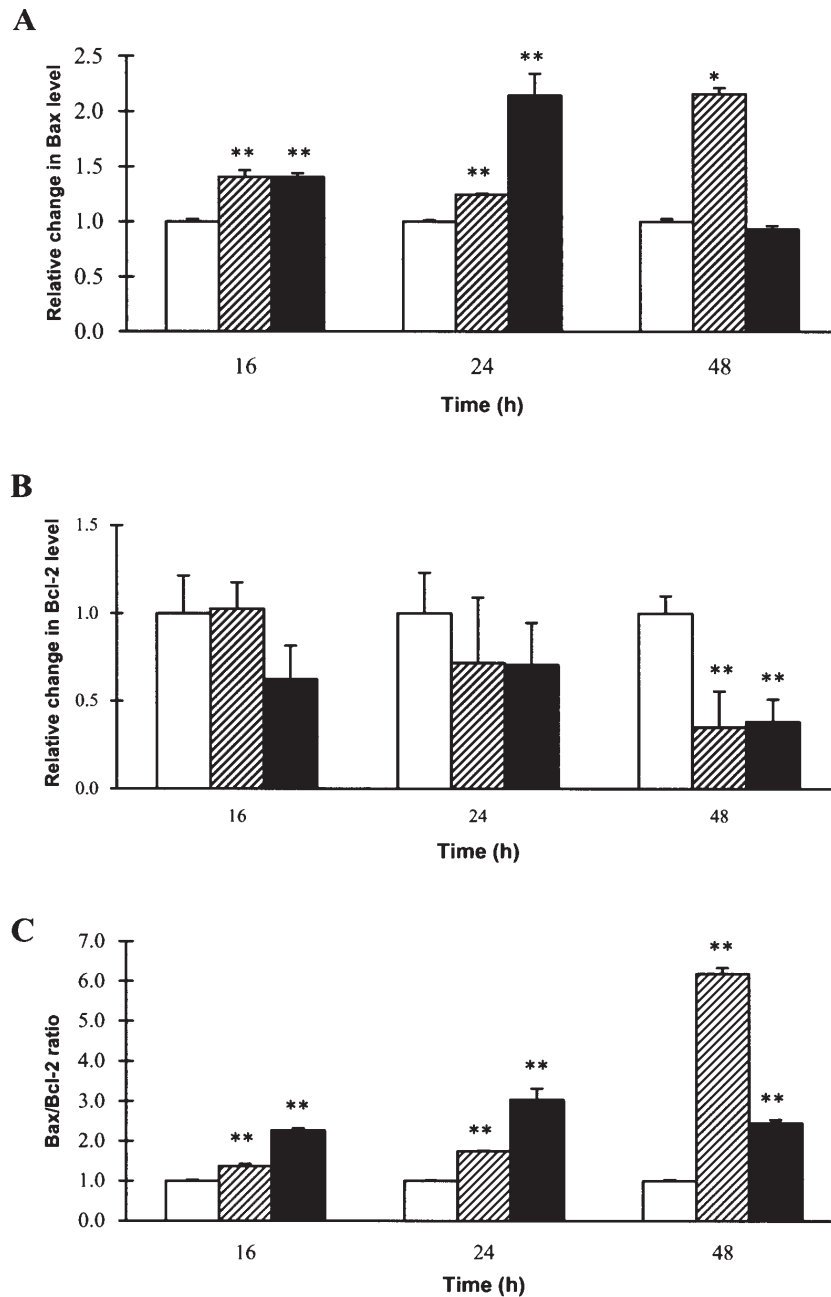 A
Relative change in Bax level
2.5
2.0
1.5
1.0
0.5
0.0
** ** ** ** *
16 24 48
Time (h)
B
Relative change in Bcl-2 level
1.5
1.0
0.5
0.0
** **
16 24 48
Time (h)
C
Bax/Bcl-2 ratio
7.0
6.0
5.0
4.0
3.0
2.0
1.0
0.0
** ** ** ** ** **
16 24 48
Time (h)